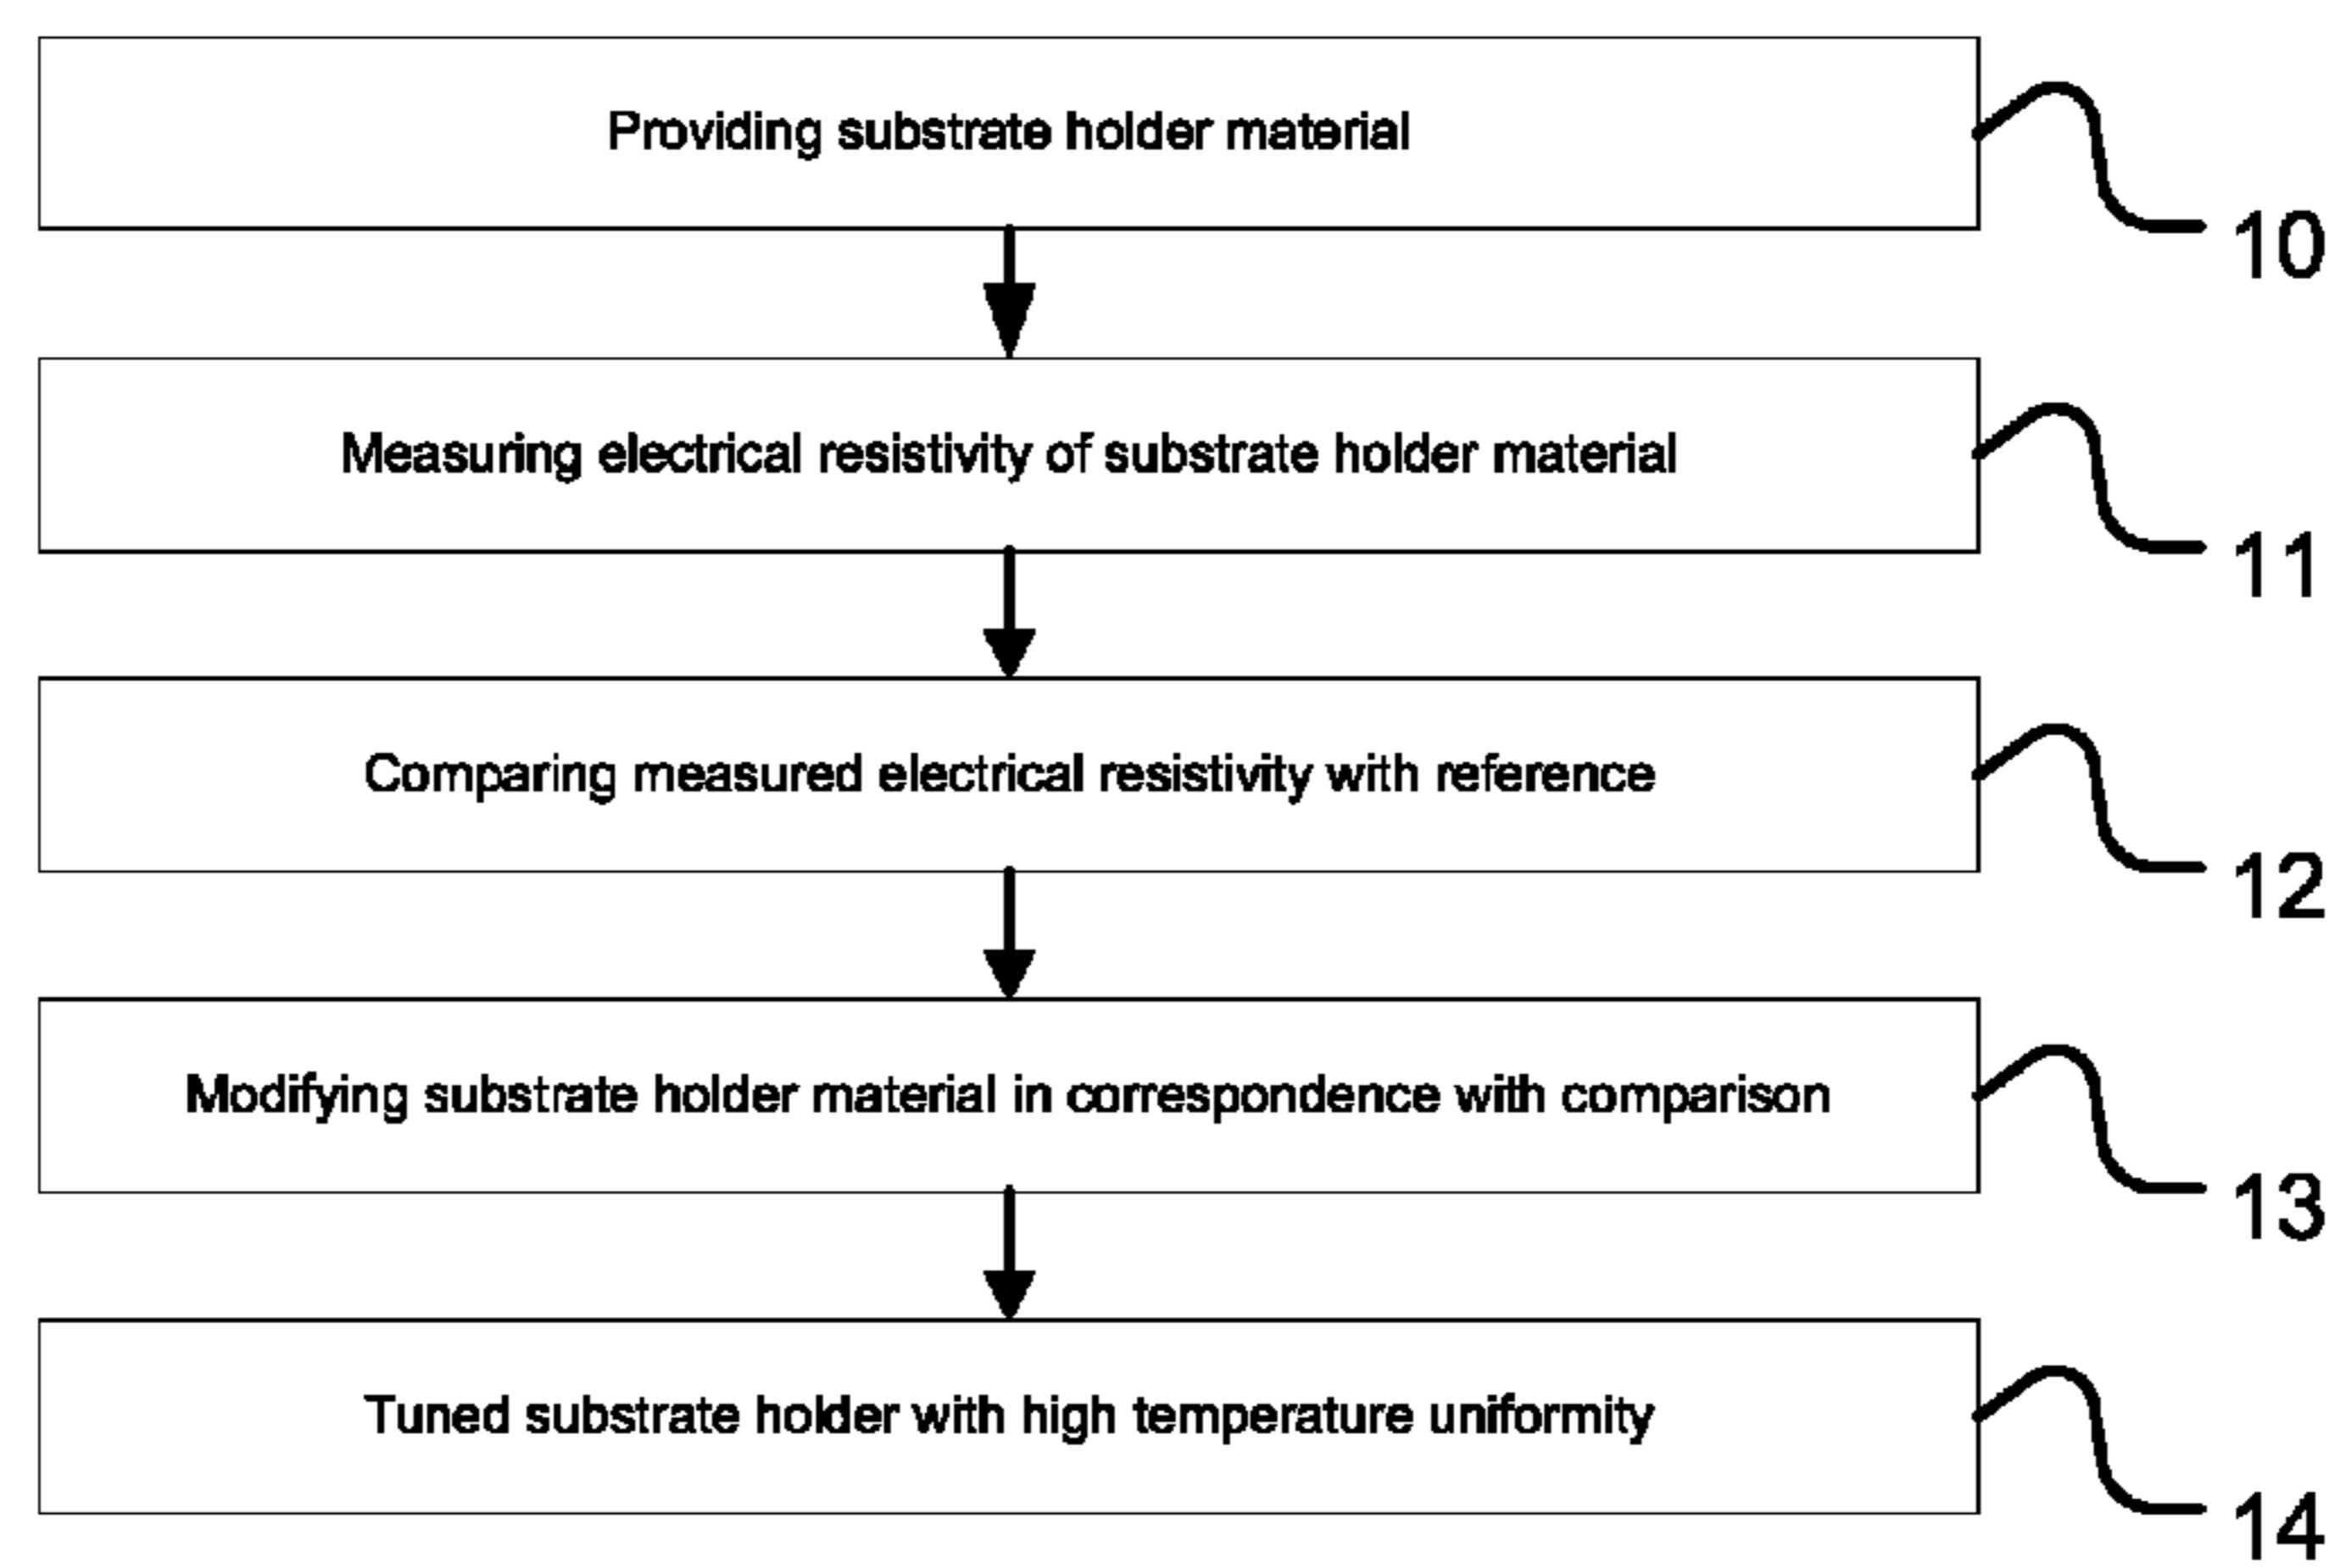 Providing substrate holder material
10
Measuring electrical resistivity of substrate holder material
11
Comparing measured electrical resistivity with reference
12
Modifying substrate holder material in correspondence with comparison
13
Tuned substrate holder with high temperature uniformity
14